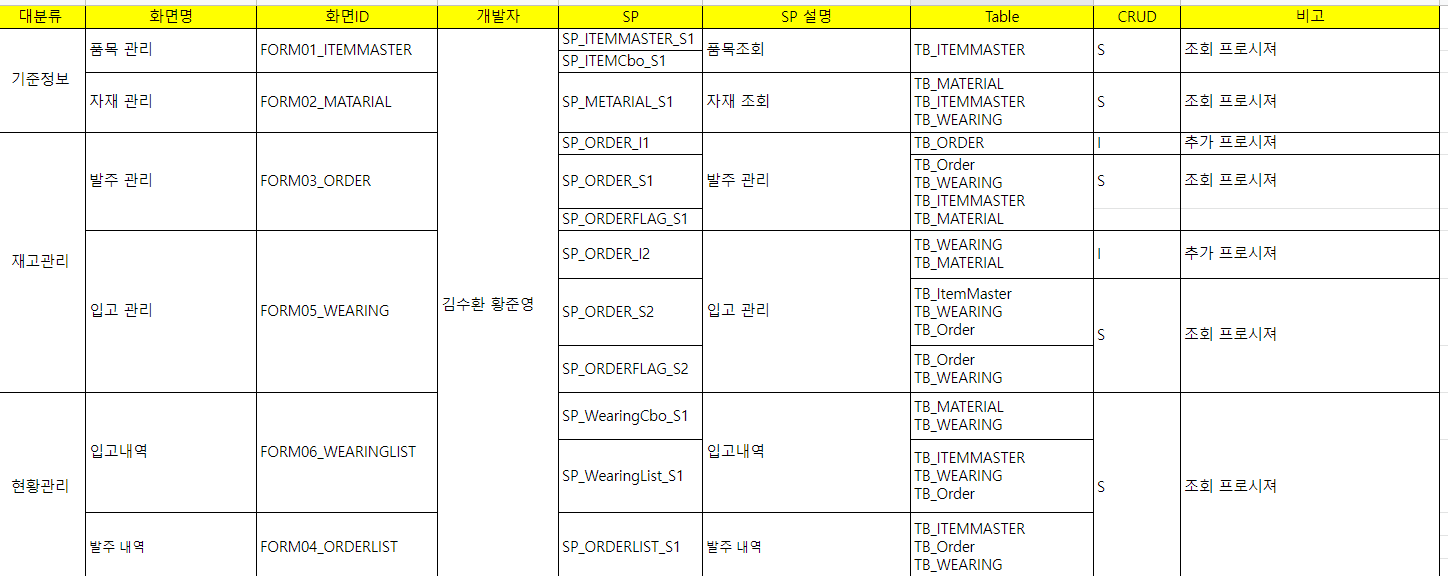 대분류
화면명
화면ID
개발자
SP
SP 설명
Table
CRUD
비고
기준정보
품목 관리
FORM01_ITEMMASTER
김수환 황준영
SP_ITEMMASTER_S1
SP_ITEMCbo_S1
품목조회
TB_ITEMMASTER
S
조회 프로시져
자재 관리
FORM02_MATARIAL
SP_METARIAL_S1
자재 조회
TB_MATERIAL
TB_ITEMMASTER
TB_WEARING
S
조회 프로시져
재고관리
발주 관리
FORM03_ORDER
SP_ORDER_I1
발주 관리
TB_ORDER
I
추가 프로시져
SP_ORDER_S1
TB_Order
TB_WEARING
TB_ITEMMASTER
TB_MATERIAL
S
조회 프로시져
SP_ORDERFLAG_S1
입고 관리
FORM05_WEARING
SP_ORDER_I2
입고 관리
TB_WEARING
TB_MATERIAL
I
추가 프로시져
SP_ORDER_S2
TB_ItemMaster
TB_WEARING
TB_Order
S
조회 프로시져
SP_ORDERFLAG_S2
TB_Order
TB_WEARING
현황관리
입고내역
FORM06_WEARINGLIST
SP_WearingCbo_S1
입고내역
TB_MATERIAL
TB_WEARING
S
조회 프로시져
SP_WearingList_S1
TB_ITEMMASTER
TB_WEARING
TB_Order
발주 내역
FORM04_ORDERLIST
SP_ORDERLIST_S1
발주 내역
TB_ITEMMASTER
TB_Order
TB_WEARING